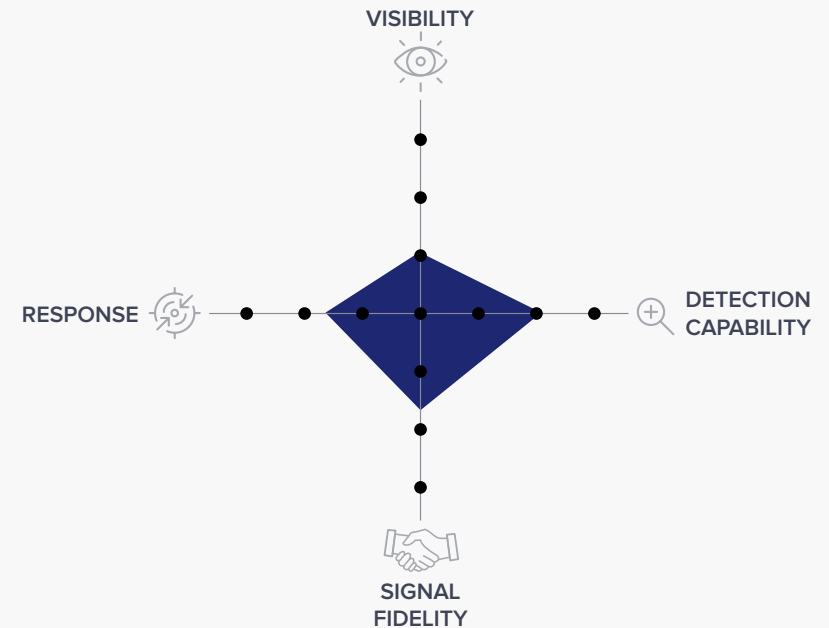 VISIBILITY
RESPONSE
DETECTION
CAPABILITY
SIGNAL
FIDELITY